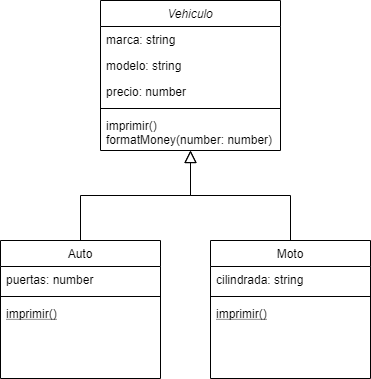 Vehiculo
marca: string
modelo: string
precio: number
imprimir()
formatMoney(number: number)
Auto
puertas: number
imprimir()
Moto
cilindrada: string
imprimir()